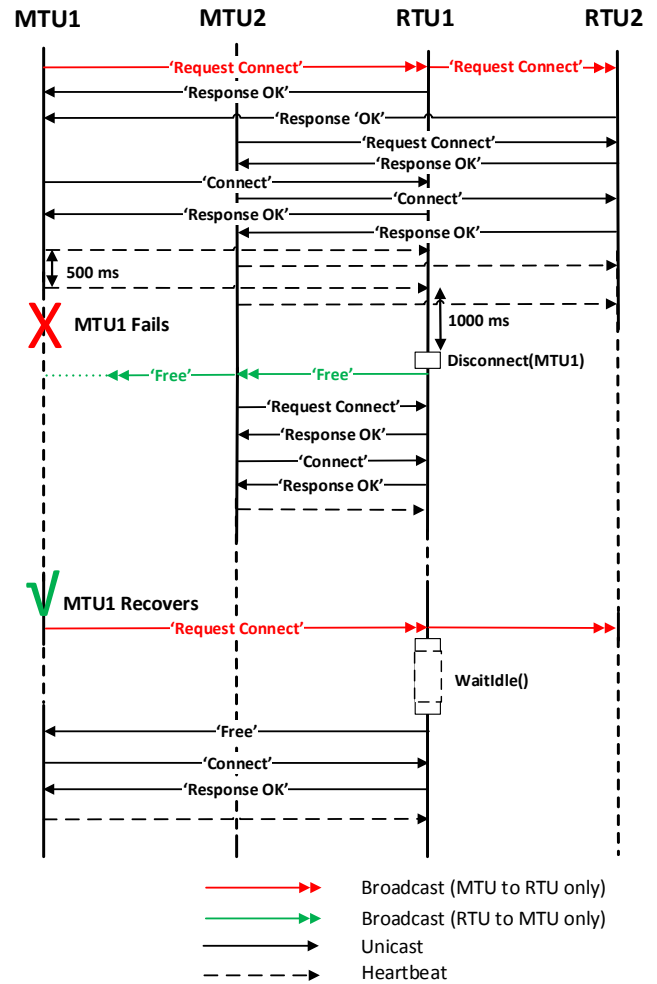 MTU1 MTU2 RTU1 RTU2
‘Request Connect’ ‘Request Connect’
‘Response OK’
‘Response ‘OK’
‘Request Connect’
‘Response OK’
‘Connect’
‘Connect’
‘Response OK’
‘Response OK’
500 ms
1000 ms
X MTU1 Fails
Disconnect(MTU1)
‘Free’ ‘Free’
‘Request Connect’
‘Response OK’
‘Connect’
‘Response OK’
√ MTU1 Recovers
‘Request Connect’
WaitIdle()
‘Free’
‘Connect’
‘Response OK’
Broadcast (MTU to RTU only)
Broadcast (RTU to MTU only)
Unicast
Heartbeat